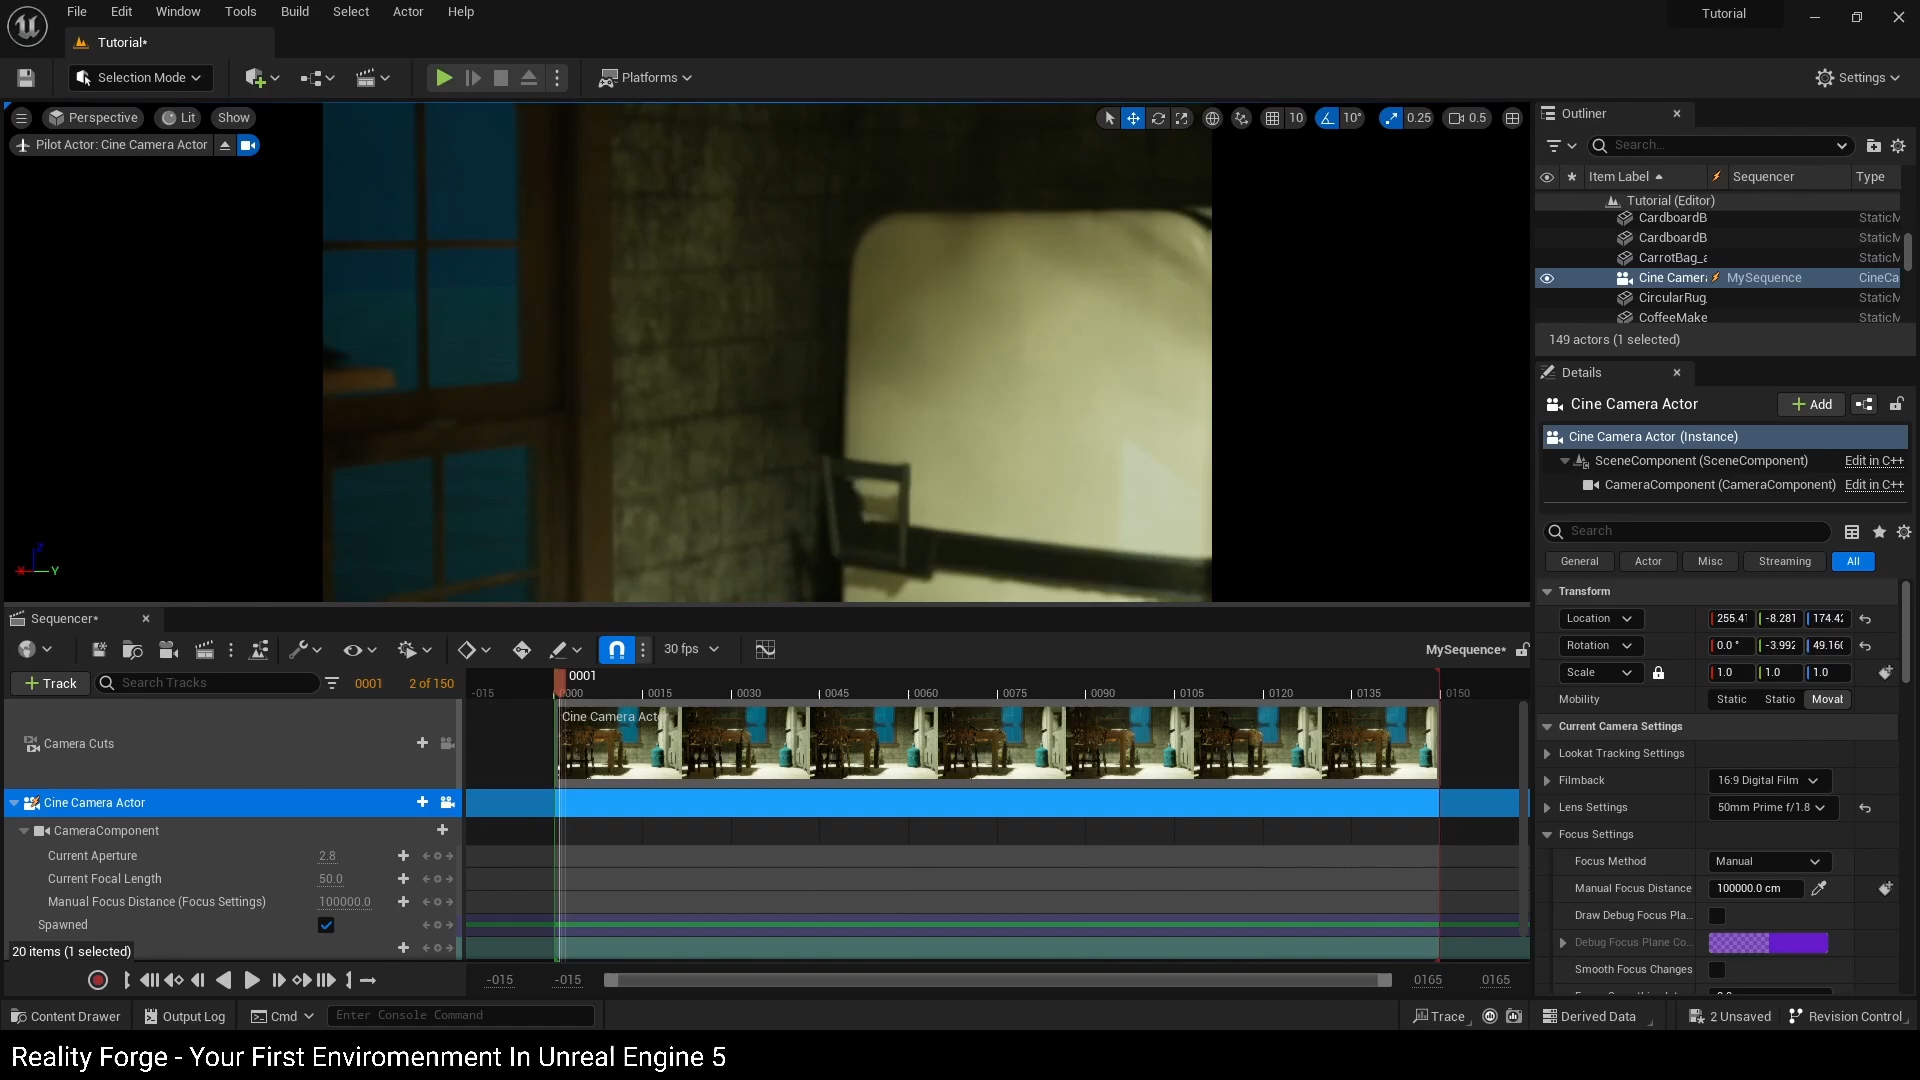 File Edit Window Tools Build Select Actor Help
Tutorial
Tutorial*
Selection Mode
Platforms
Settings
Perspective Lit Show
10 10° 0.25 0.5
Pilot Actor: Cine Camera Actor
Z
X Y
Outliner
Search...
Item Label Sequencer Type
Tutorial (Editor)
CardboardB StaticM
CardboardB StaticM
CarrotBag_a StaticM
Cine Camera MySequence CineCa
CircularRug StaticM
CoffeeMake StaticM
149 actors (1 selected)
Details
Cine Camera Actor Add
Cine Camera Actor (Instance)
SceneComponent (SceneComponent) Edit in C++
CameraComponent (CameraComponent) Edit in C++
Search
General Actor Misc Streaming All
Transform
Location 255.41 -8.281 174.42
Rotation 0.0 ° -3.992 49.160
Scale 1.0 1.0 1.0
Mobility Static Statio Movat
Current Camera Settings
Lookat Tracking Settings
Filmback 16:9 Digital Film
Lens Settings 50mm Prime f/1.8
Focus Settings
Focus Method Manual
Manual Focus Distance 100000.0 cm
Draw Debug Focus Pla...
Debug Focus Plane Co...
Smooth Focus Changes
Sequencer*
30 fps
MySequence*
Track Search Tracks 0001 2 of 150
0001
-015 0000 0015 0030 0045 0060 0075 0090 0105 0120 0135 0150
Camera Cuts
Cine Camera Actor
Cine Camera Actor
CameraComponent
Current Aperture 2.8
Current Focal Length 50.0
Manual Focus Distance (Focus Settings) 100000.0
Spawned
20 items (1 selected)
-015 -015 0165 0165
Content Drawer Output Log Cmd Enter Console Command
Trace Derived Data 2 Unsaved Revision Control
Reality Forge - Your First Enviromenment In Unreal Engine 5